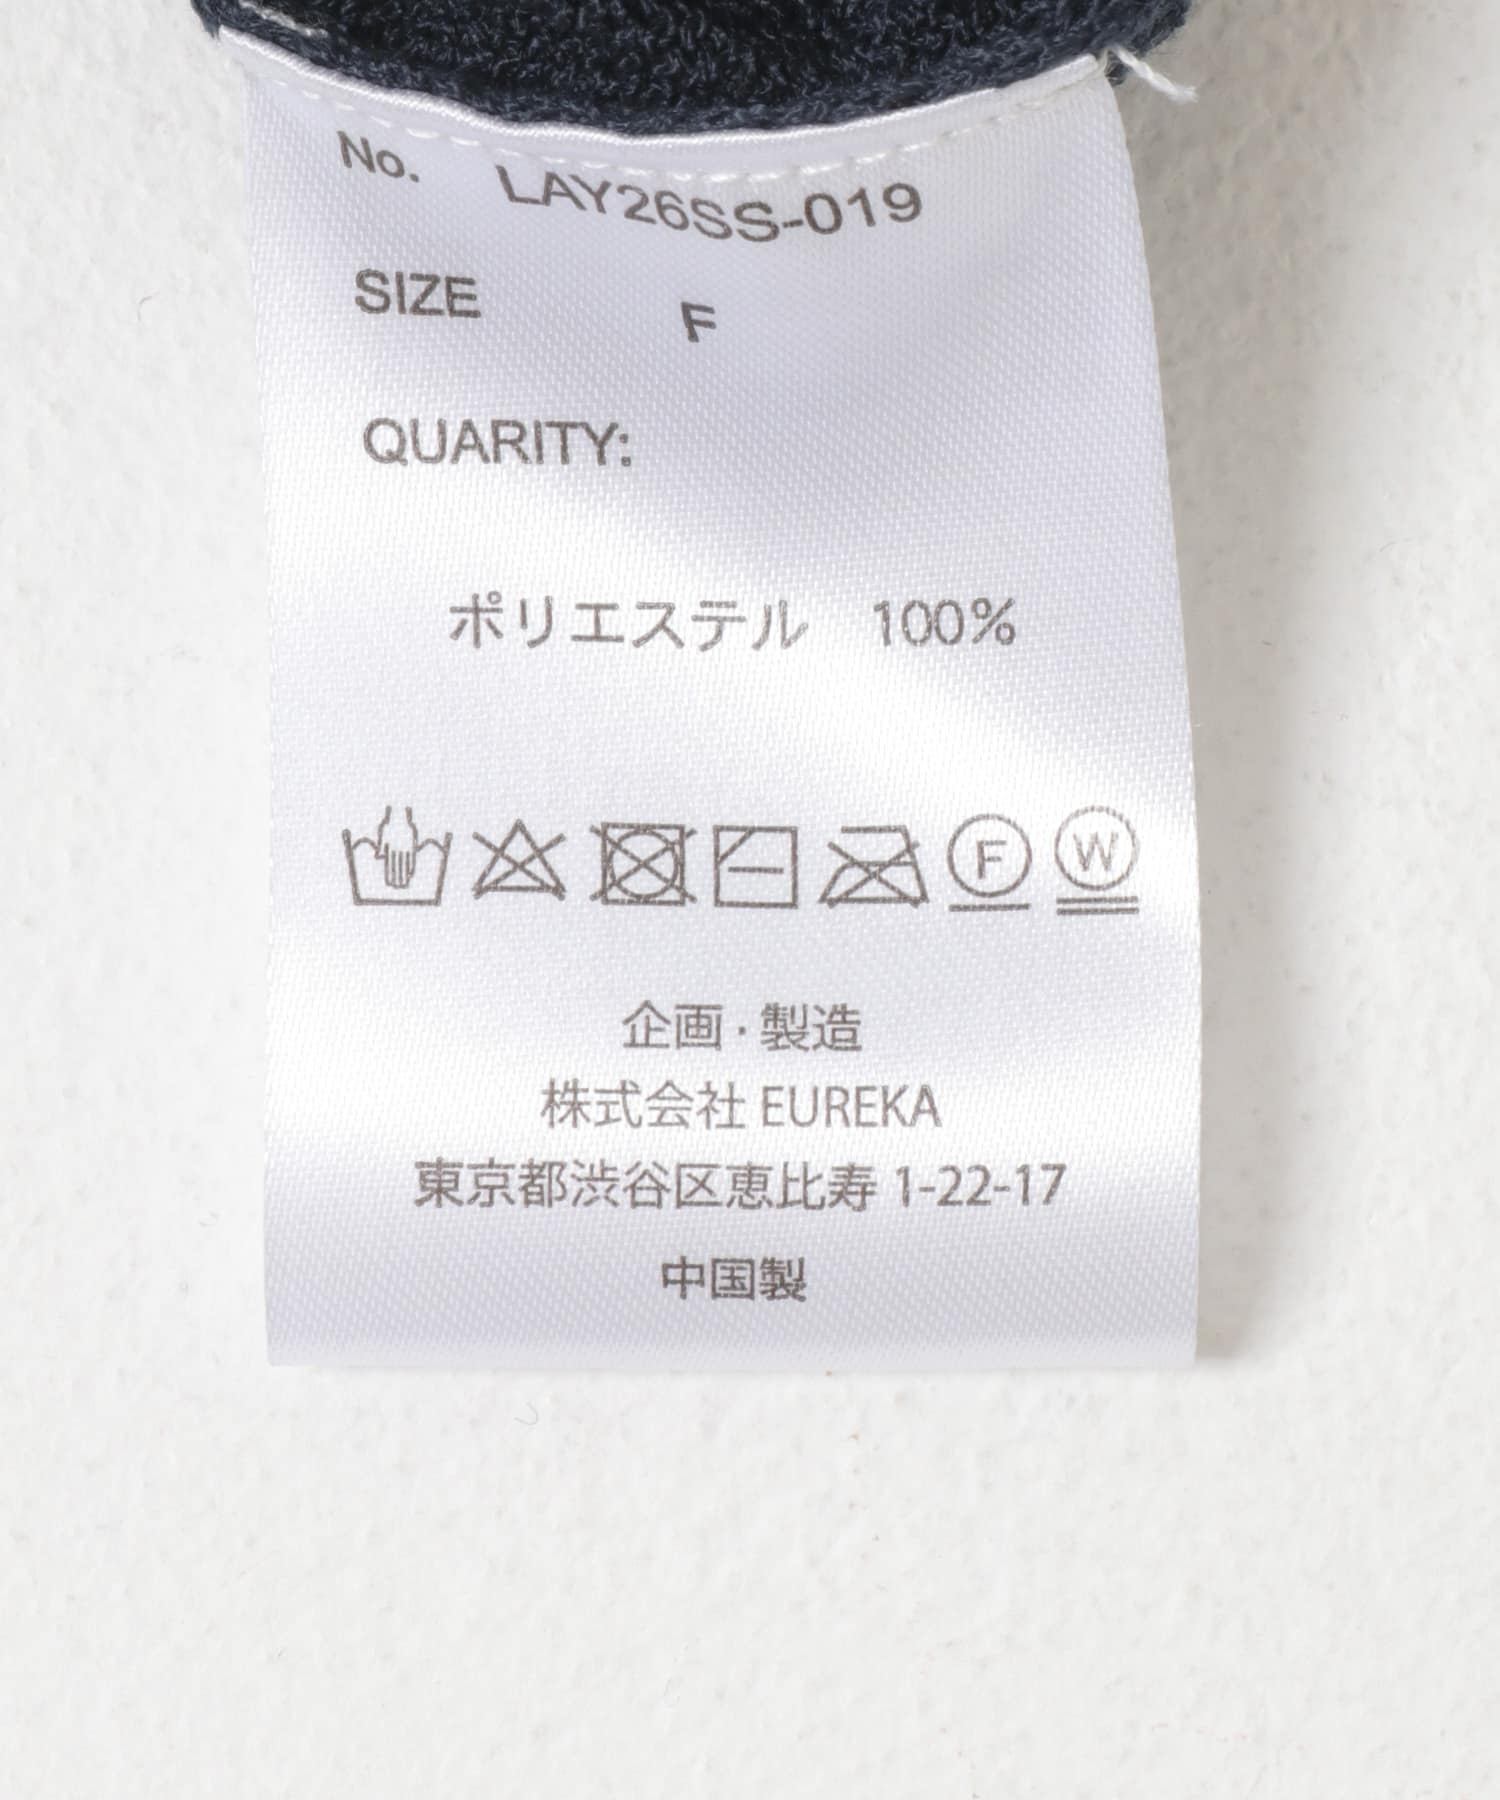 No. LAY26SS-019
SIZE F
QUARITY:
ポリエステル 100%
F W
企画・製造
株式会社 EUREKA
東京都渋谷区恵比寿 1-22-17
中国製